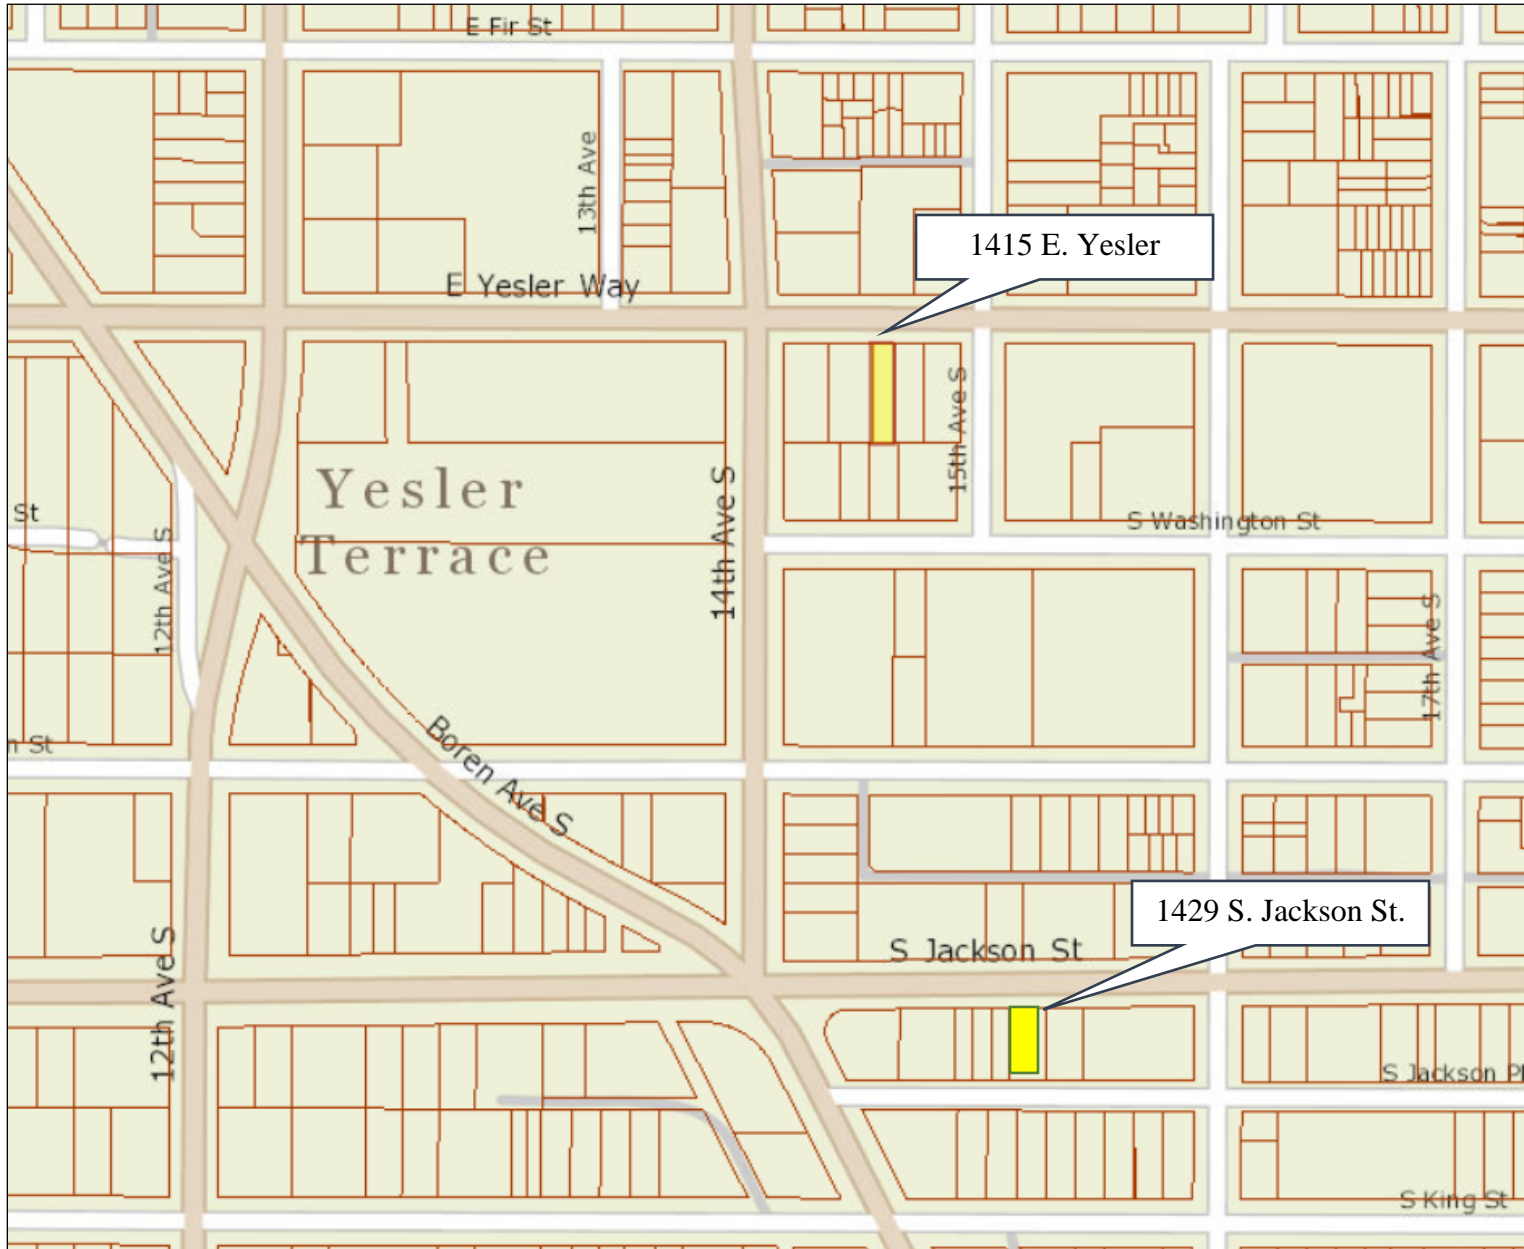 E Fir St
13th Ave
1415 E. Yesler
E Yesler Way
15th Ave S
Yesler
Terrace
14th Ave S
St
S Washington St
12th Ave S
17th Ave S
St
Boren Ave S
1429 S. Jackson St.
S Jackson St
12th Ave S
S Jackson Pl
S King St